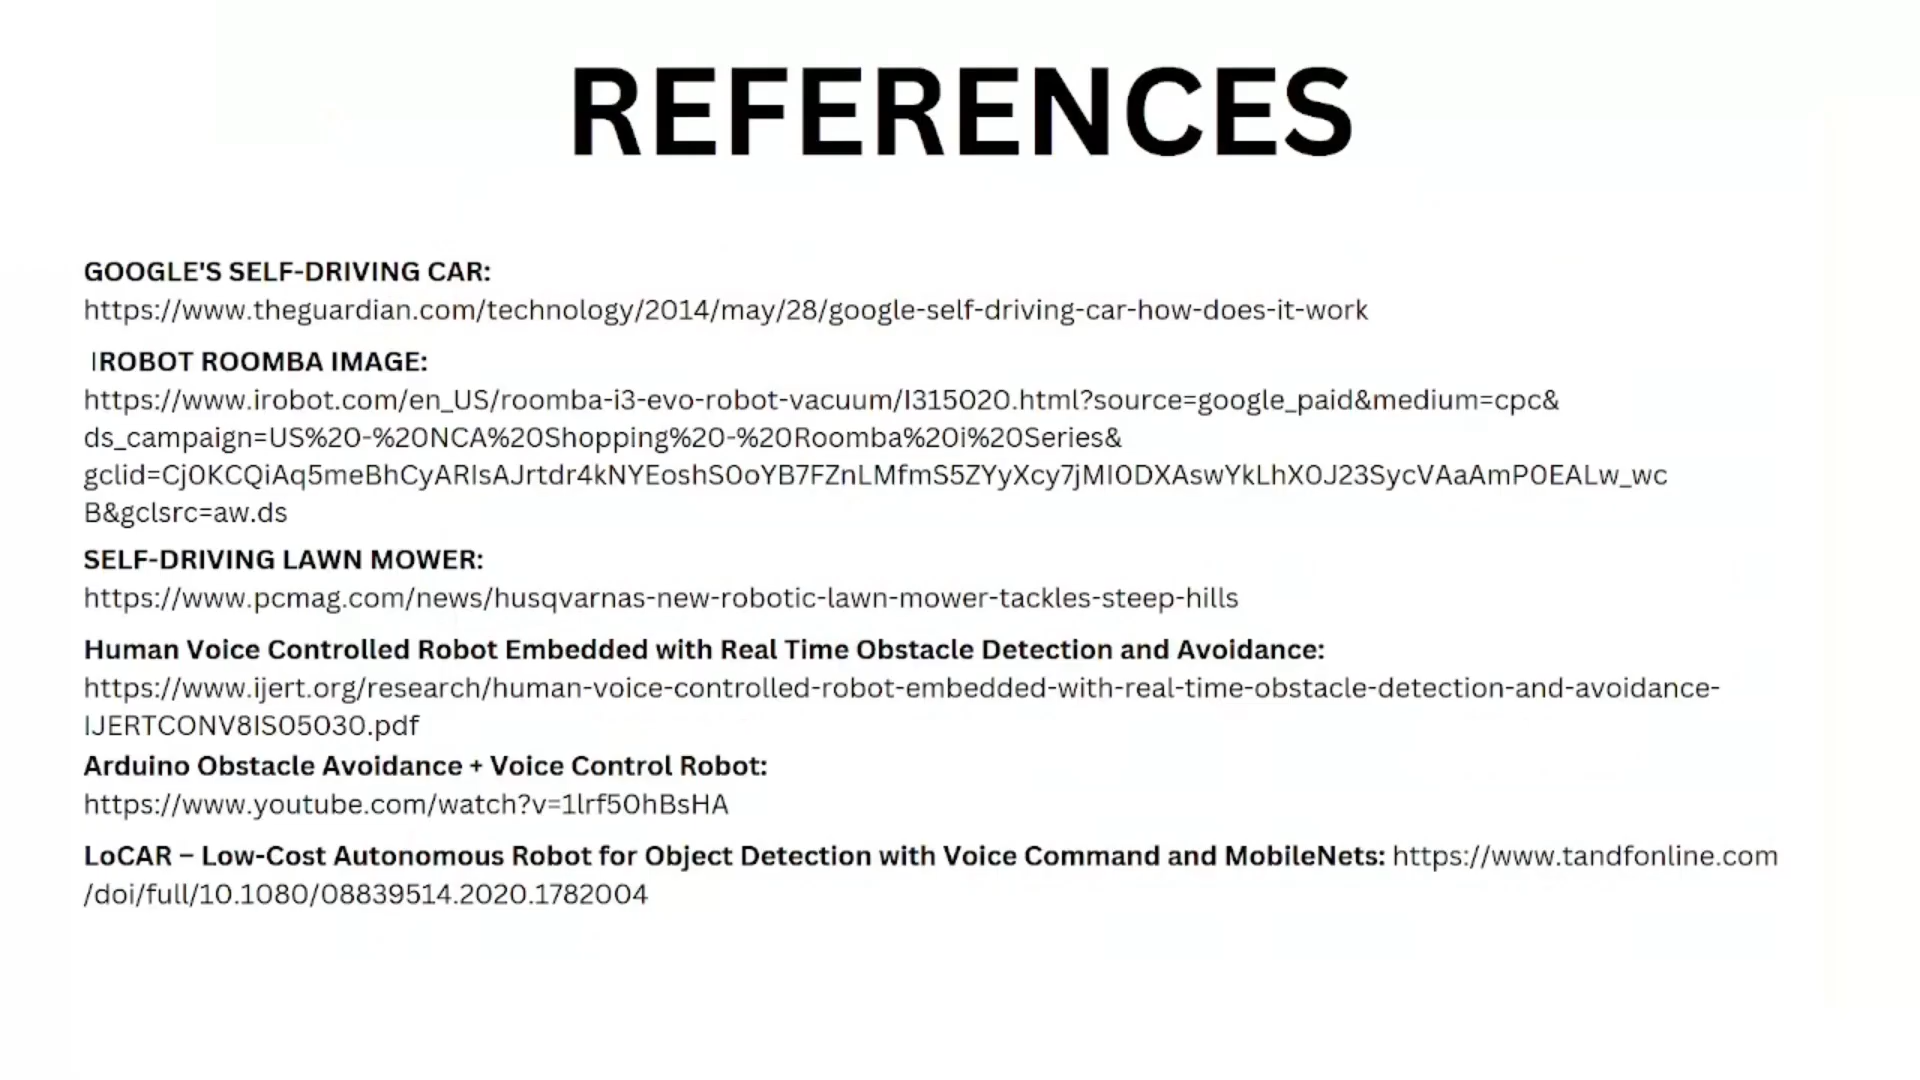 REFERENCES
GOOGLE'S SELF-DRIVING CAR:
https://www.theguardian.com/technology/2014/may/28/google-self-driving-car-how-does-it-work
IROBOT ROOMBA IMAGE:
https://www.irobot.com/en_US/roomba-i3-evo-robot-vacuum/I315020.html?source=google_paid&medium=cpc&
ds_campaign=US%20-%20NCA%20Shopping%20-%20Roomba%20i%20Series&
gclid=Cj0KCQiAq5meBhCyARIsAJrtdr4kNYEoshS0oYB7FZnLMfmS5ZYyXcy7jMI0DXAswYkLhX0J23SycVAaAmP0EALw_wc
B&gclsrc=aw.ds
SELF-DRIVING LAWN MOWER:
https://www.pcmag.com/news/husqvarnas-new-robotic-lawn-mower-tackles-steep-hills
Human Voice Controlled Robot Embedded with Real Time Obstacle Detection and Avoidance:
https://www.ijert.org/research/human-voice-controlled-robot-embedded-with-real-time-obstacle-detection-and-avoidance-
IJERTCONV8IS05030.pdf
Arduino Obstacle Avoidance + Voice Control Robot:
https://www.youtube.com/watch?v=1lrf5OhBsHA
LoCAR – Low-Cost Autonomous Robot for Object Detection with Voice Command and MobileNets: https://www.tandfonline.com
/doi/full/10.1080/08839514.2020.1782004